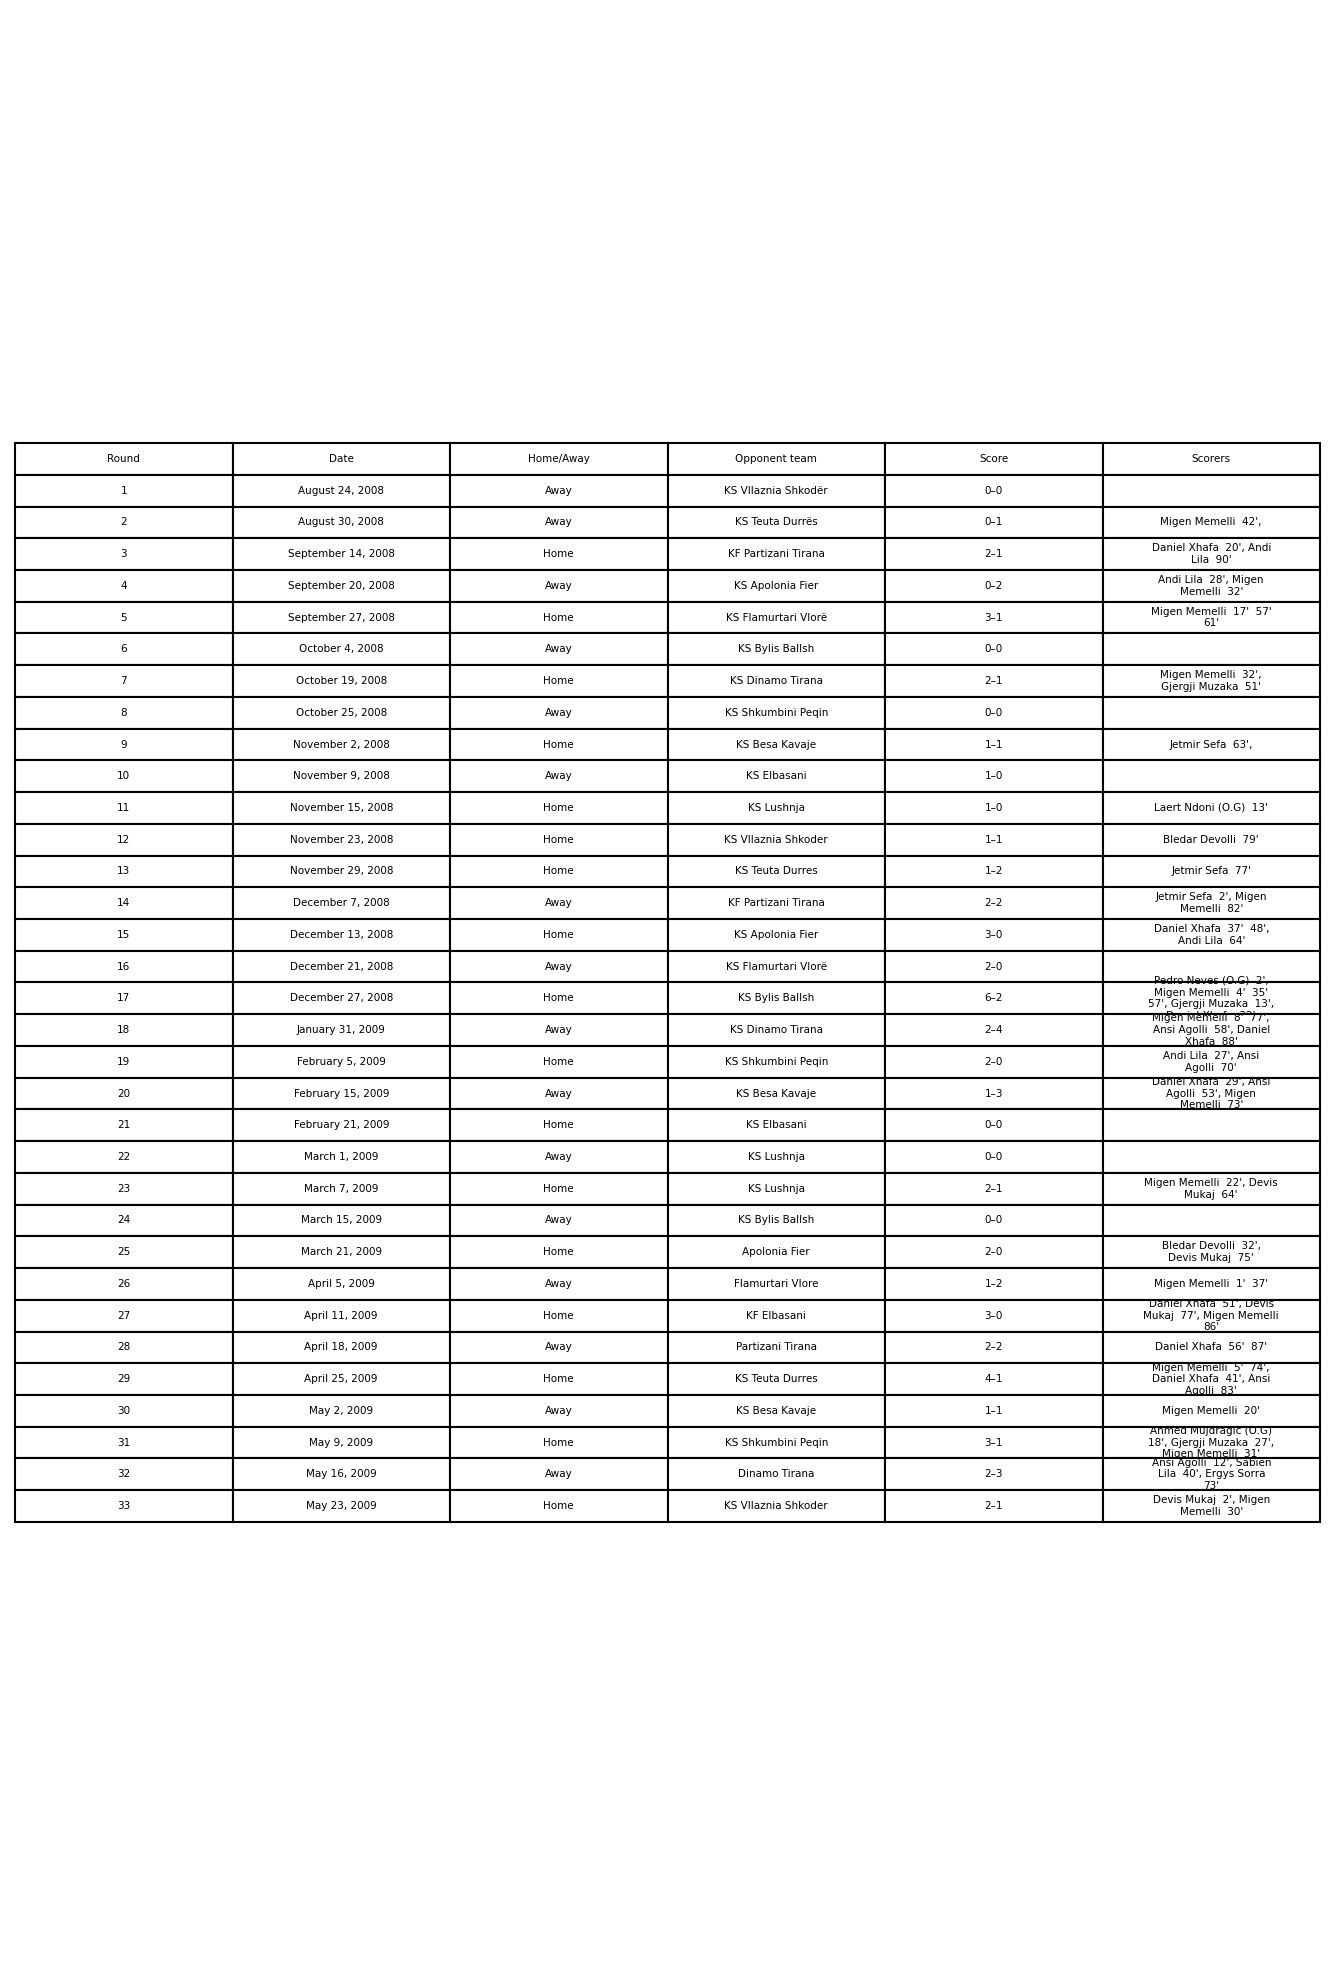 Round Date Home/Away Opponent team Score Scorers
1 August 24, 2008 Away KS Vllaznia Shkodër 0–0
2 August 30, 2008 Away KS Teuta Durrës 0–1 Migen Memelli  42',
3 September 14, 2008 Home KF Partizani Tirana 2–1 Daniel Xhafa  20', Andi
Lila  90'
4 September 20, 2008 Away KS Apolonia Fier 0–2 Andi Lila  28', Migen
Memelli  32'
5 September 27, 2008 Home KS Flamurtari Vlorë 3–1 Migen Memelli  17'  57'
61'
6 October 4, 2008 Away KS Bylis Ballsh 0–0
7 October 19, 2008 Home KS Dinamo Tirana 2–1 Migen Memelli  32',
Gjergji Muzaka  51'
8 October 25, 2008 Away KS Shkumbini Peqin 0–0
9 November 2, 2008 Home KS Besa Kavaje 1–1 Jetmir Sefa  63',
10 November 9, 2008 Away KS Elbasani 1–0
11 November 15, 2008 Home KS Lushnja 1–0 Laert Ndoni (O.G)  13'
12 November 23, 2008 Home KS Vllaznia Shkoder 1–1 Bledar Devolli  79'
13 November 29, 2008 Home KS Teuta Durres 1–2 Jetmir Sefa  77'
14 December 7, 2008 Away KF Partizani Tirana 2–2 Jetmir Sefa  2', Migen
Memelli  82'
15 December 13, 2008 Home KS Apolonia Fier 3–0 Daniel Xhafa  37'  48',
Andi Lila  64'
16 December 21, 2008 Away KS Flamurtari Vlorë 2–0
17 December 27, 2008 Home KS Bylis Ballsh 6–2 Pedro Neves (O.G)  2',
Migen Memelli  4'  35'
57', Gjergji Muzaka  13',
18 January 31, 2009 Away KS Dinamo Tirana 2–4 Migen Memelli  8'  77',
Ansi Agolli  58', Daniel
Xhafa  88'
19 February 5, 2009 Home KS Shkumbini Peqin 2–0 Andi Lila  27', Ansi
Agolli  70'
20 February 15, 2009 Away KS Besa Kavaje 1–3 Daniel Xhafa  29', Ansi
Agolli  53', Migen
Memelli  73'
21 February 21, 2009 Home KS Elbasani 0–0
22 March 1, 2009 Away KS Lushnja 0–0
23 March 7, 2009 Home KS Lushnja 2–1 Migen Memelli  22', Devis
Mukaj  64'
24 March 15, 2009 Away KS Bylis Ballsh 0–0
25 March 21, 2009 Home Apolonia Fier 2–0 Bledar Devolli  32',
Devis Mukaj  75'
26 April 5, 2009 Away Flamurtari Vlore 1–2 Migen Memelli  1'  37'
27 April 11, 2009 Home KF Elbasani 3–0 Daniel Xhafa  51', Devis
Mukaj  77', Migen Memelli
86'
28 April 18, 2009 Away Partizani Tirana 2–2 Daniel Xhafa  56'  87'
29 April 25, 2009 Home KS Teuta Durres 4–1 Migen Memelli  5'  74',
Daniel Xhafa  41', Ansi
Agolli  83'
30 May 2, 2009 Away KS Besa Kavaje 1–1 Migen Memelli  20'
31 May 9, 2009 Home KS Shkumbini Peqin 3–1 Ahmed Mujdragic (O.G)
18', Gjergji Muzaka  27',
Migen Memelli  31'
32 May 16, 2009 Away Dinamo Tirana 2–3 Ansi Agolli  12', Sabien
Lila  40', Ergys Sorra
73'
33 May 23, 2009 Home KS Vllaznia Shkoder 2–1 Devis Mukaj  2', Migen
Memelli  30'